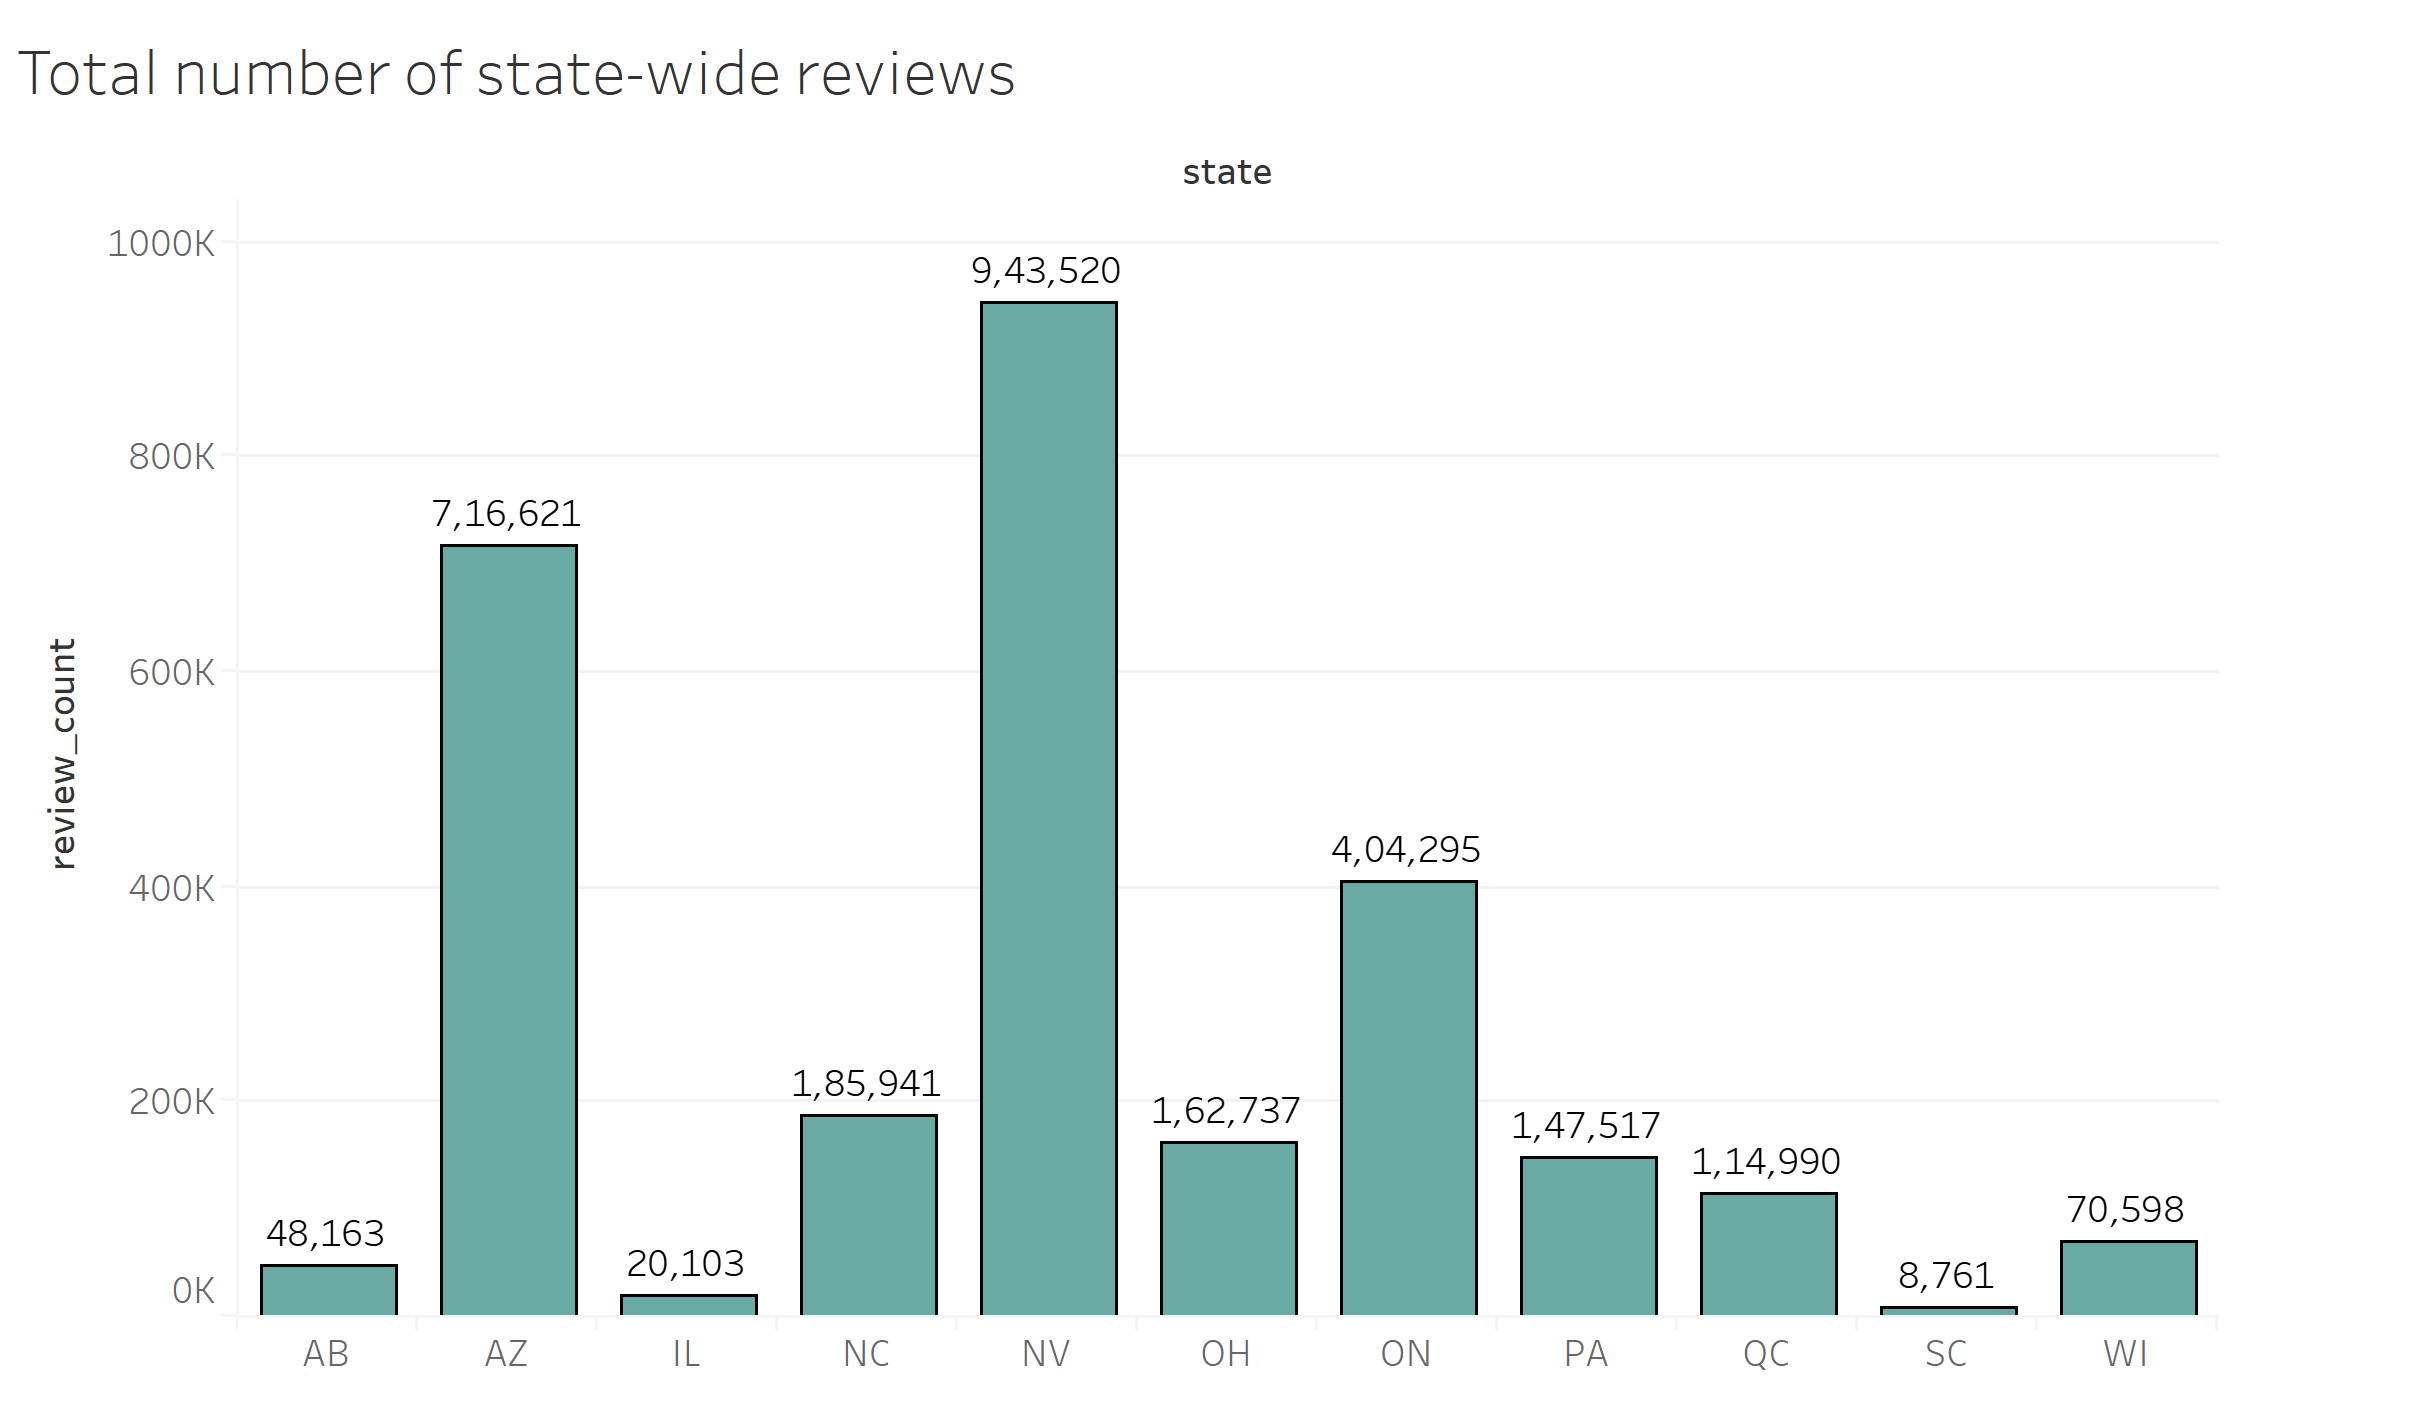 Total number of state-wide reviews
state
1000K
800K
600K
400K
200K
0K
review_count
48,163
7,16,621
20,103
1,85,941
9,43,520
1,62,737
4,04,295
1,47,517
1,14,990
8,761
70,598
AB AZ IL NC NV OH ON PA QC SC WI